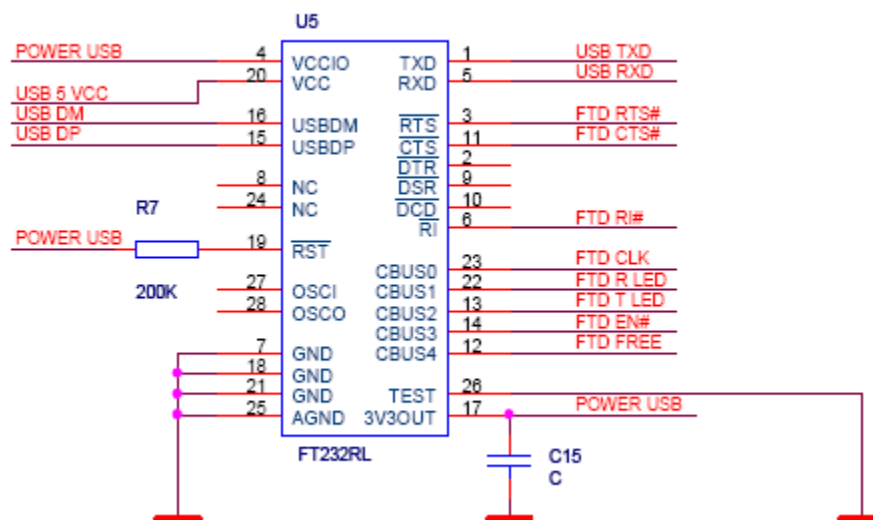 U5
POWER USB 4 VCCIO TXD 1 USB TXD
20 VCC RXD 5 USB RXD
USB 5 VCC
USB DM 16 USBDM RTS 3 FTD RTS#
USB DP 15 USBDP CTS 11 FTD CTS#
DTR 2
8 NC DSR 9
24 NC DCD 10
R7 RI 6 FTD RI#
POWER USB 19 RST
CBUS0 23 FTD CLK
200K 27 OSCI CBUS1 22 FTD R LED
28 OSCO CBUS2 13 FTD T LED
CBUS3 14 FTD EN#
7 GND CBUS4 12 FTD FREE
18 GND
21 GND TEST 26
25 AGND 3V3OUT 17 POWER USB
FT232RL
C15
C